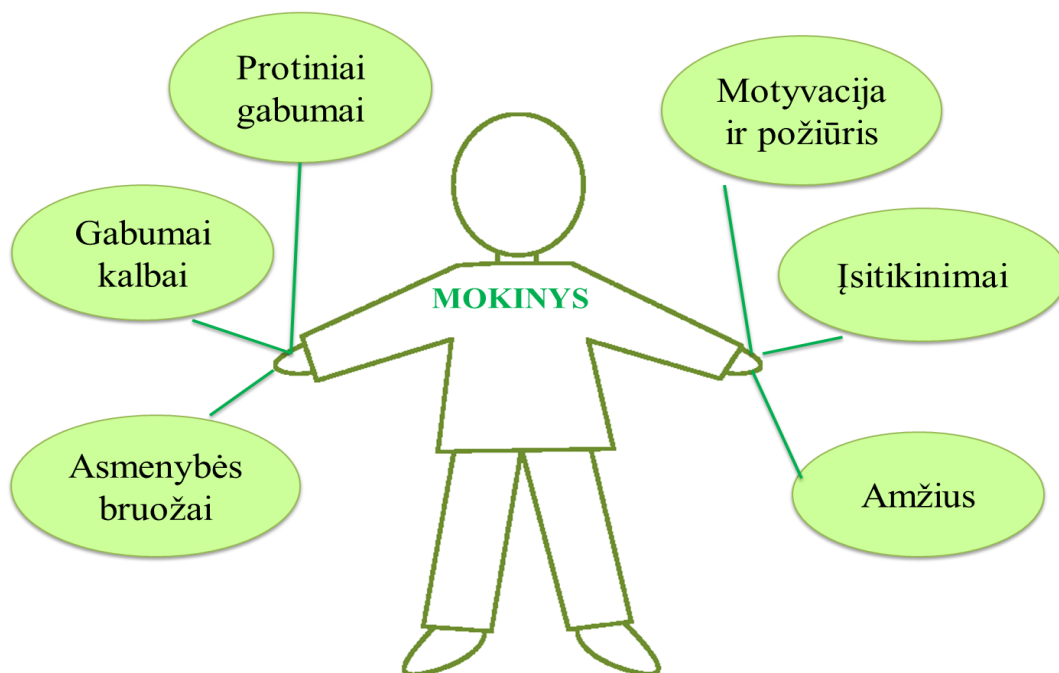 Protiniai
gabumai
Motyvacija
ir požiūris
Gabumai
kalbai
Įsitikinimai
MOKINYS
Asmenybės
bruožai
Amžius